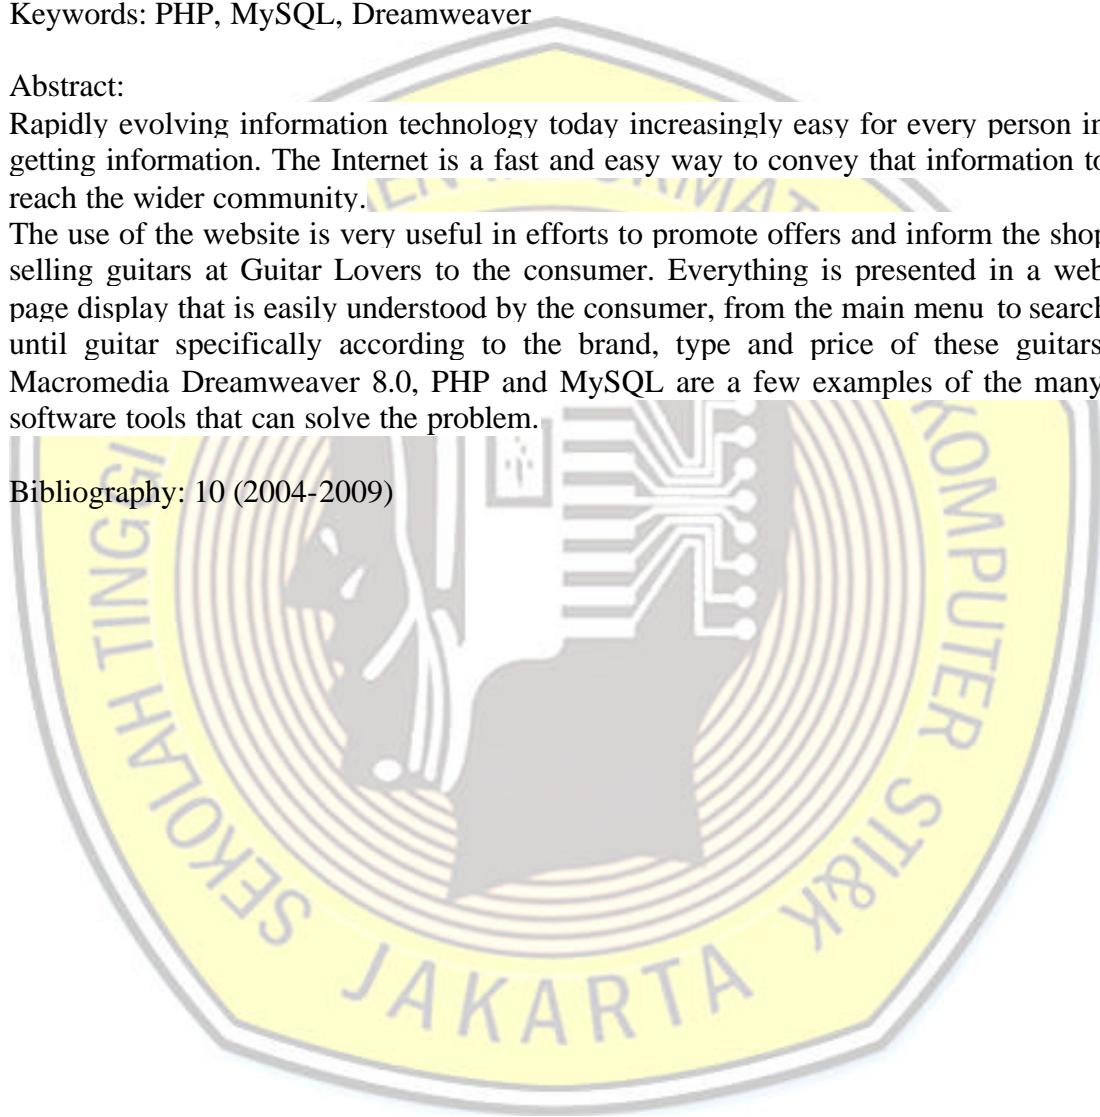 Keywords: PHP, MySQL, Dreamweaver
Abstract:
Rapidly evolving information technology today increasingly easy for every person in
getting information. The Internet is a fast and easy way to convey that information to
reach the wider community.
The use of the website is very useful in efforts to promote offers and inform the shop
selling guitars at Guitar Lovers to the consumer. Everything is presented in a web
page display that is easily understood by the consumer, from the main menu to search
until guitar specifically according to the brand, type and price of these guitars
Macromedia Dreamweaver 8.0, PHP and MySQL are a few examples of the many
software tools that can solve the problem.
Bibliography: 10 (2004-2009)
SEKOLAH TINGGI
KOMPUTER STI&K
JAKARTA